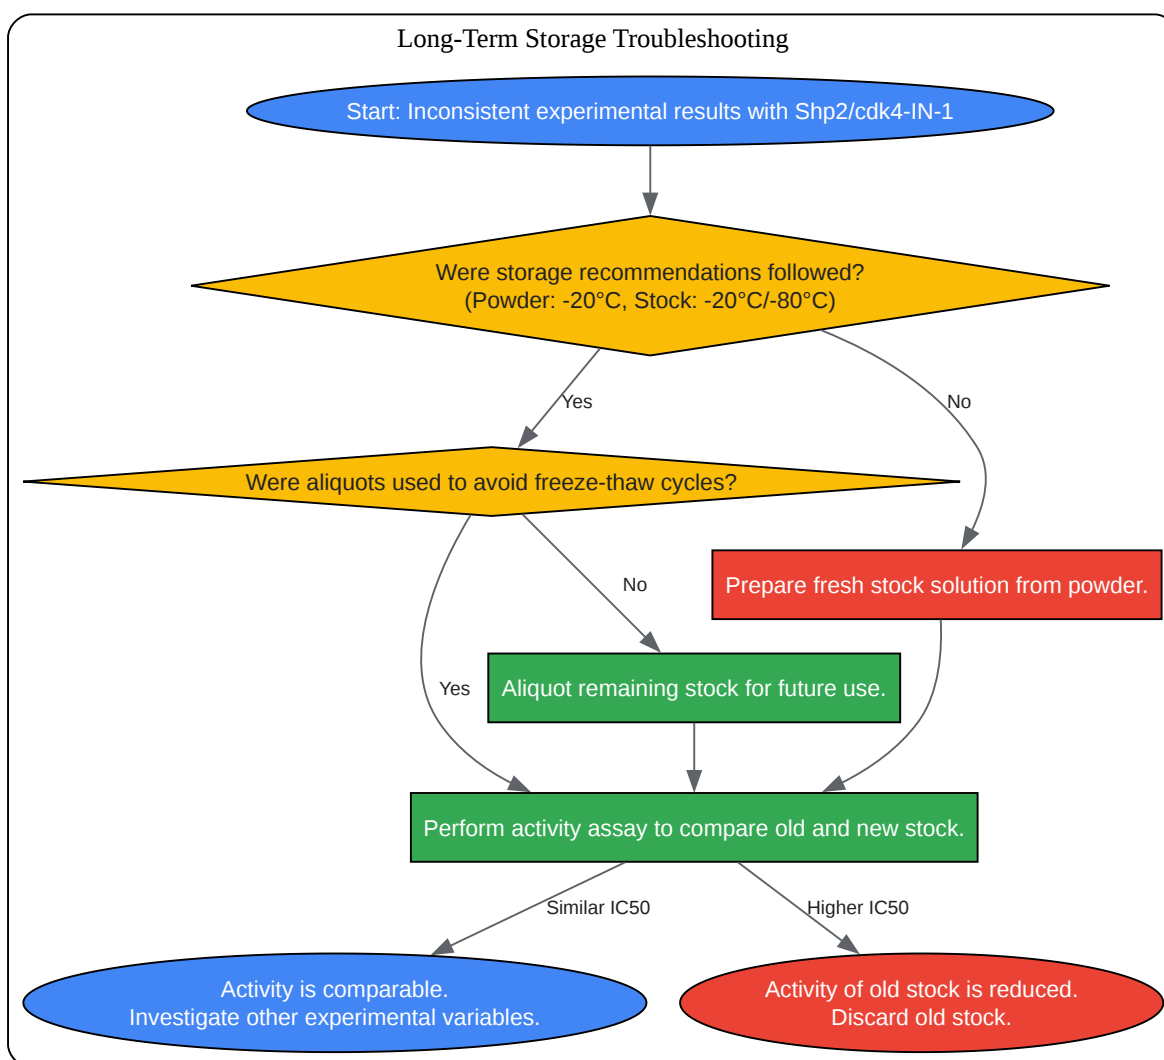 Long-Term Storage Troubleshooting
Start: Inconsistent experimental results with Shp2/cdk4-IN-1
Were storage recommendations followed?
(Powder: -20°C, Stock: -20°C/-80°C)
Yes
No
Were aliquots used to avoid freeze-thaw cycles?
No
Prepare fresh stock solution from powder.
Yes
Aliquot remaining stock for future use.
Perform activity assay to compare old and new stock.
Similar IC50
Higher IC50
Activity is comparable.
Investigate other experimental variables.
Activity of old stock is reduced.
Discard old stock.